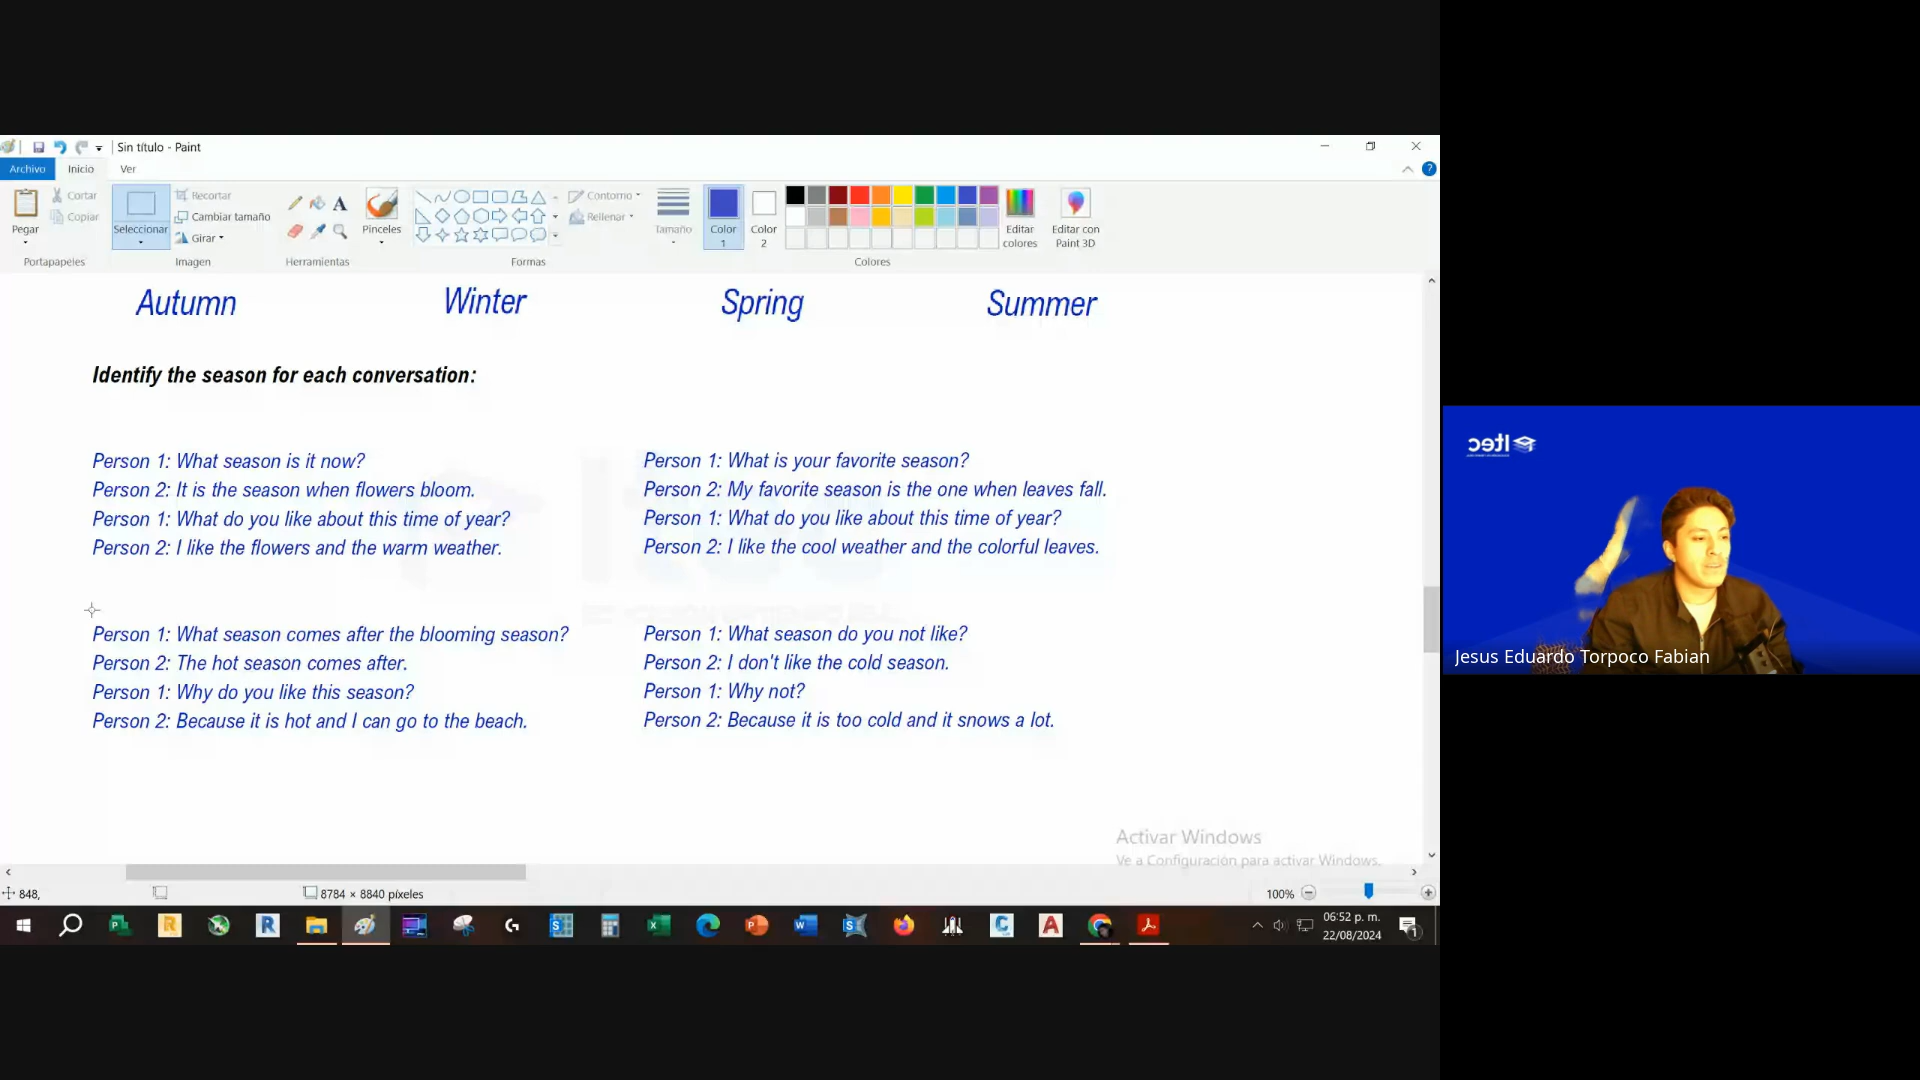 Sin título - Paint
Archivo
Inicio
Ver
Pegar
Cortar
Copiar
Portapapeles
Seleccionar
Recortar
Cambiar tamaño
Girar
Imagen
A
Herramientas
Pinceles
Contorno
Rellenar
Formas
Tamaño
Color
1
Color
2
Editar
colores
Editar con
Paint 3D
Colores
Autumn Winter Spring Summer
Identify the season for each conversation:
Person 1: What season is it now?
Person 2: It is the season when flowers bloom.
Person 1: What do you like about this time of year?
Person 2: I like the flowers and the warm weather.
Person 1: What is your favorite season?
Person 2: My favorite season is the one when leaves fall.
Person 1: What do you like about this time of year?
Person 2: I like the cool weather and the colorful leaves.
Person 1: What season comes after the blooming season?
Person 2: The hot season comes after.
Person 1: Why do you like this season?
Person 2: Because it is hot and I can go to the beach.
Person 1: What season do you not like?
Person 2: I don't like the cold season.
Person 1: Why not?
Person 2: Because it is too cold and it snows a lot.
Activar Windows
Ve a Configuración para activar Windows.
848,
8784 × 8840 píxeles
100%
06:52 p. m.
22/08/2024
1
Itec
Jesus Eduardo Torpoco Fabian